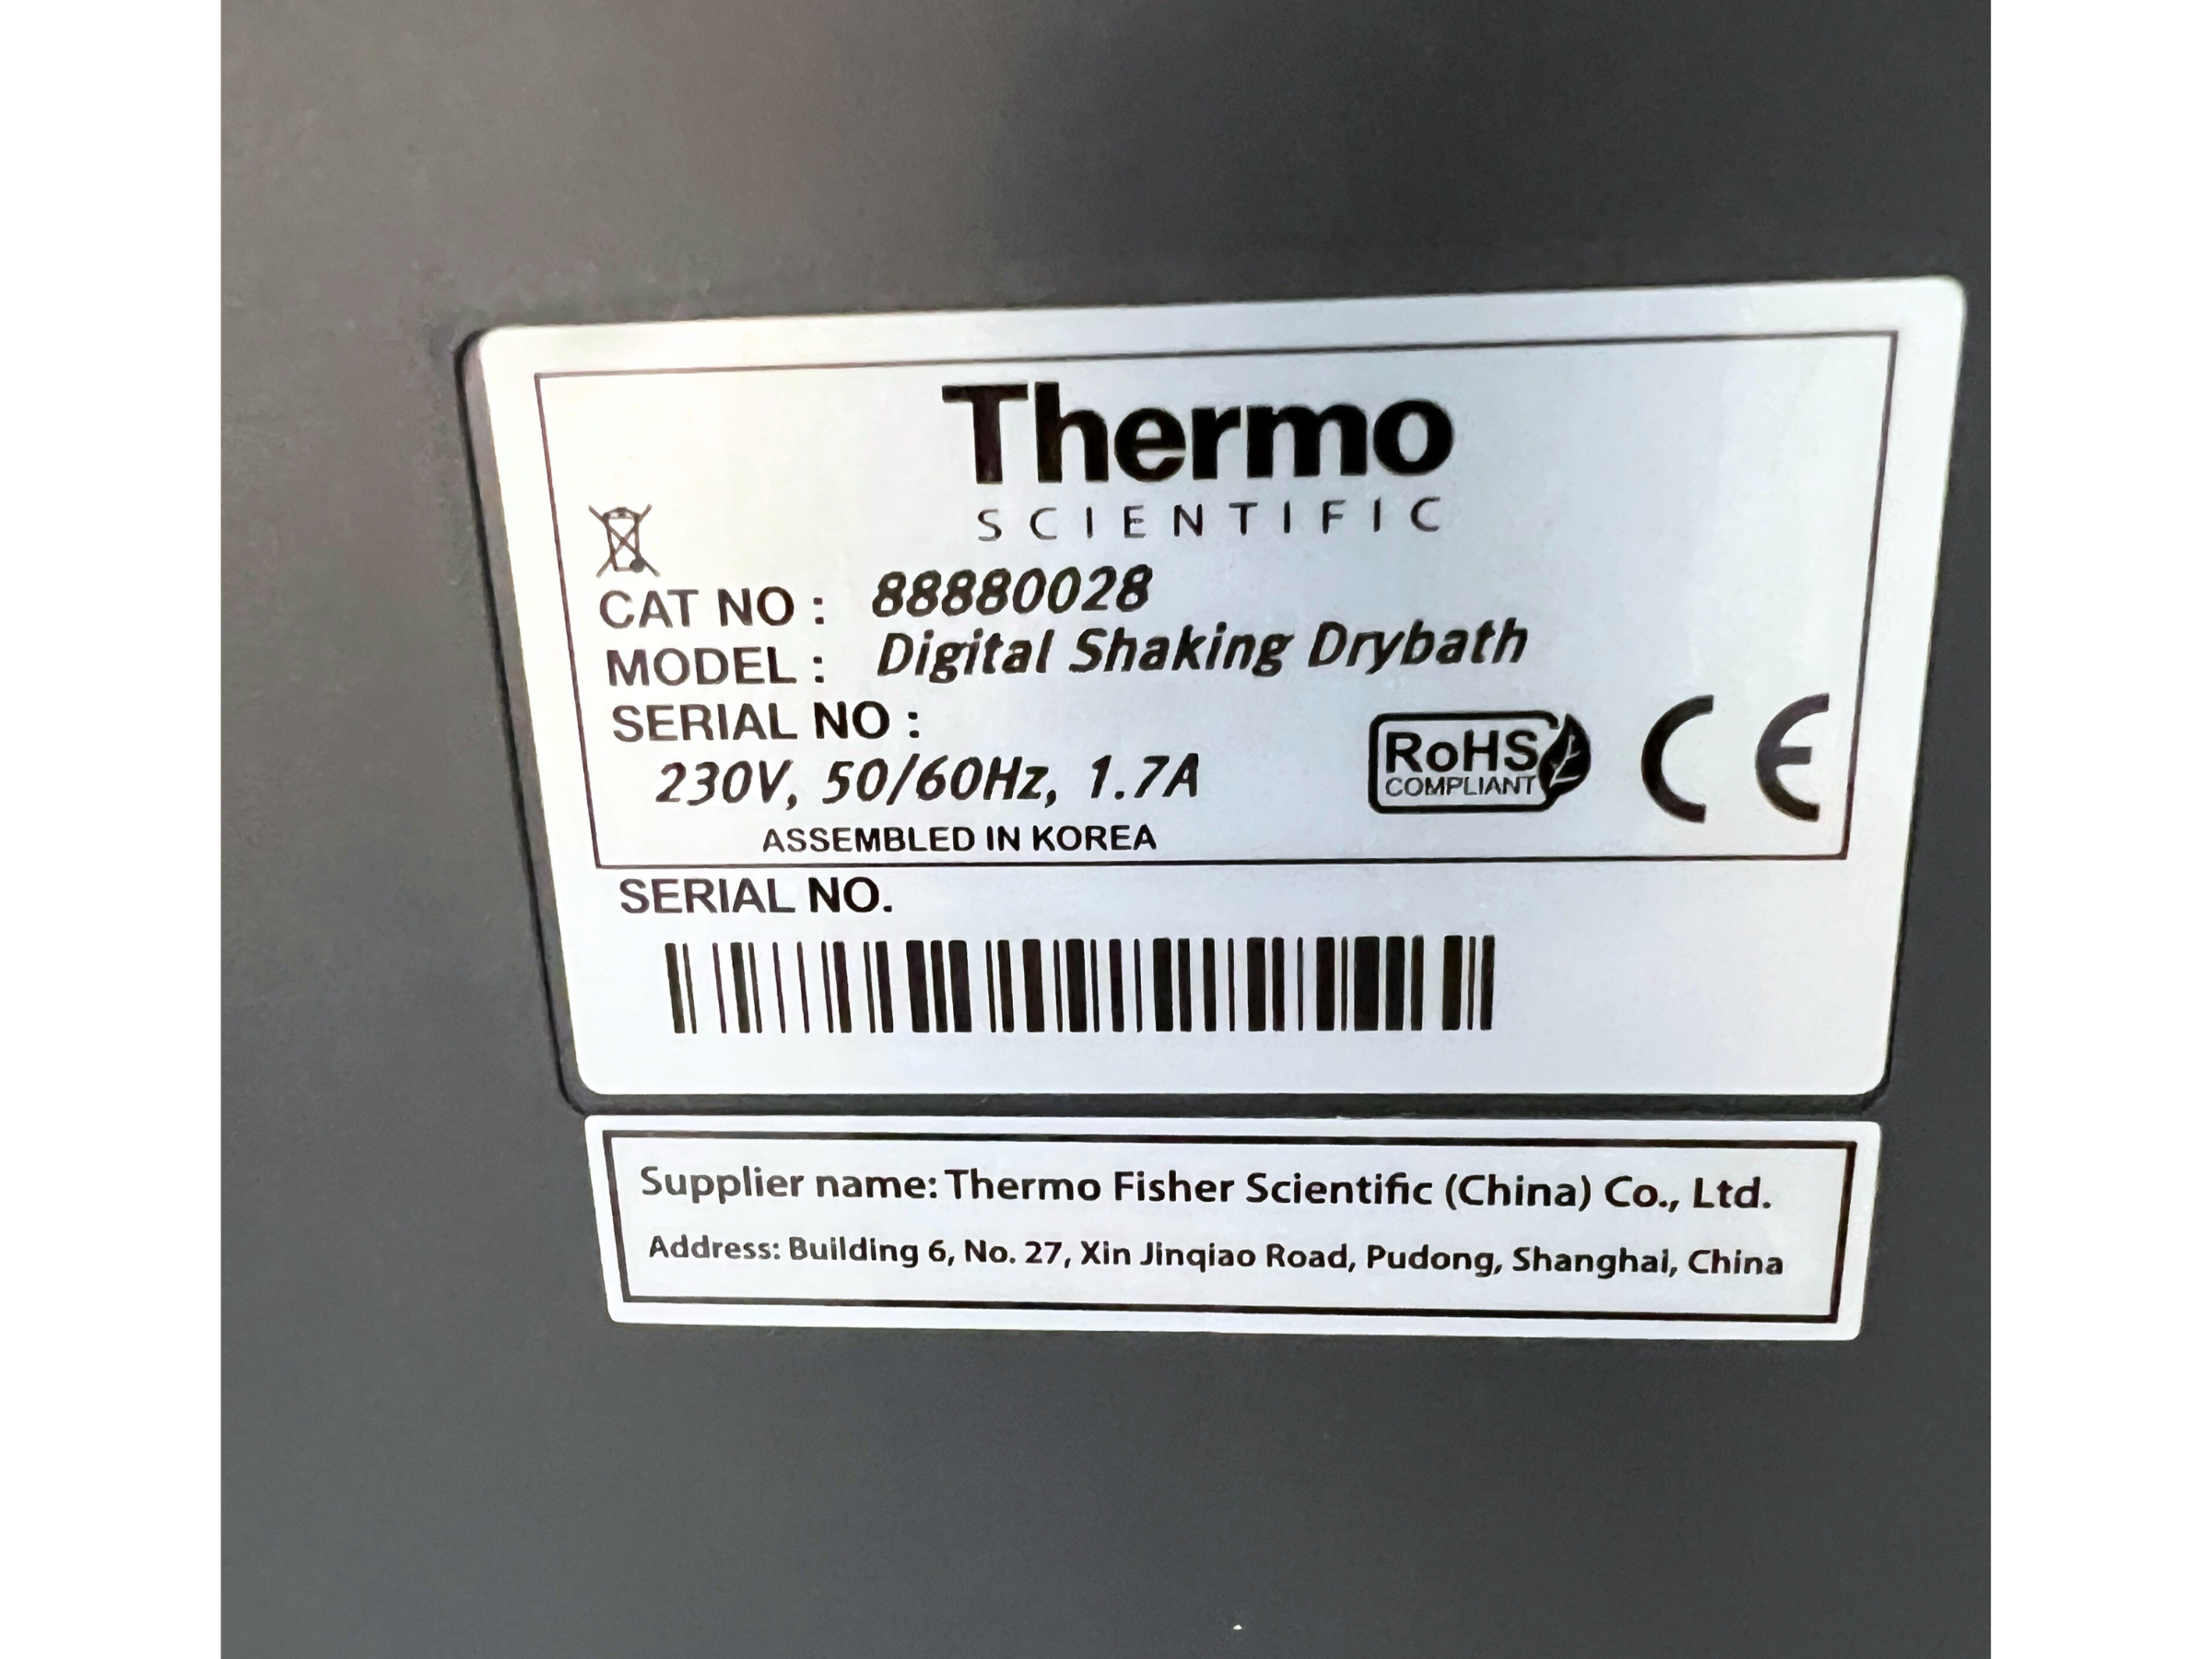 Thermo
SCIENTIFIC
CAT NO : 88880028
MODEL : Digital Shaking Drybath
SERIAL NO :
230V, 50/60Hz, 1.7A
RoHS
COMPLIANT
CE
ASSEMBLED IN KOREA
SERIAL NO.
Supplier name: Thermo Fisher Scientific (China) Co., Ltd.
Address: Building 6, No. 27, Xin Jinqiao Road, Pudong, Shanghai, China